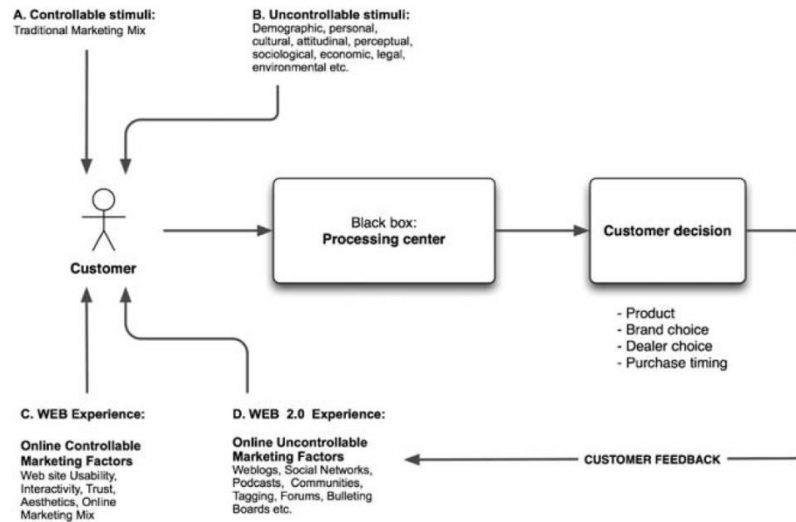 A. Controllable stimuli:
Traditional Marketing Mix
B. Uncontrollable stimuli:
Demographic, personal,
cultural, attitudinal, perceptual,
sociological, economic, legal,
environmental etc.
Customer
Black box:
Processing center
Customer decision
- Product
- Brand choice
- Dealer choice
- Purchase timing
C. WEB Experience:
Online Controllable
Marketing Factors
Web site Usability,
Interactivity, Trust,
Aesthetics, Online
Marketing Mix
D. WEB 2.0 Experience:
Online Uncontrollable
Marketing Factors
Weblogs, Social Networks,
Podcasts, Communities,
Tagging, Forums, Bulleting
Boards etc.
CUSTOMER FEEDBACK